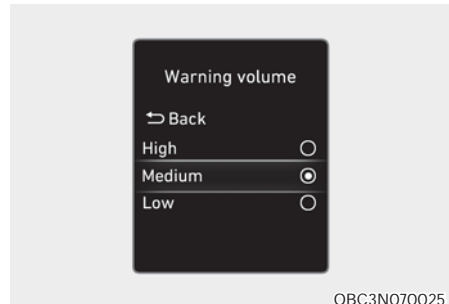 Warning volume
Back
High
Medium
Low
OBC3N070025